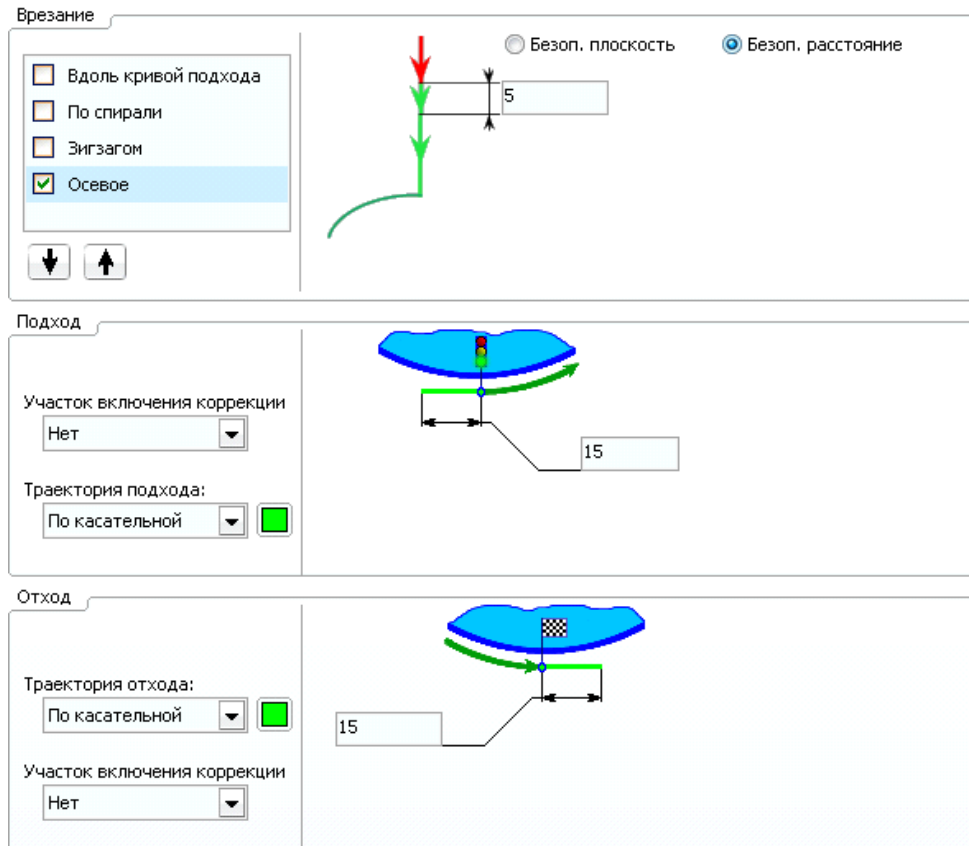 Врезание
Безоп. плоскость
Безоп. расстояние
Вдоль кривой подхода
По спирали
Зигзагом
Осевое
5
Подход
Участок включения коррекции
Нет
15
Траектория подхода:
По касательной
Отход
Траектория отхода:
По касательной
15
Участок включения коррекции
Нет